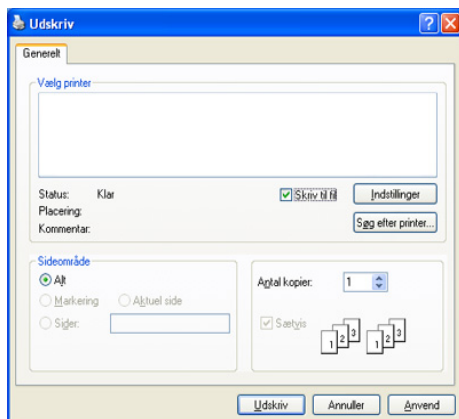 Udskriv
Generelt
Vælg printer
Status: Klar
Skriv til fil
Indstillinger
Placering:
Søg efter printer...
Kommentar:
Sideområde
Alt
Antal kopier: 1
Markering
Aktuel side
Sider:
Sætvis
1 2 3 1 2 3
Udskriv Annuller Anvend